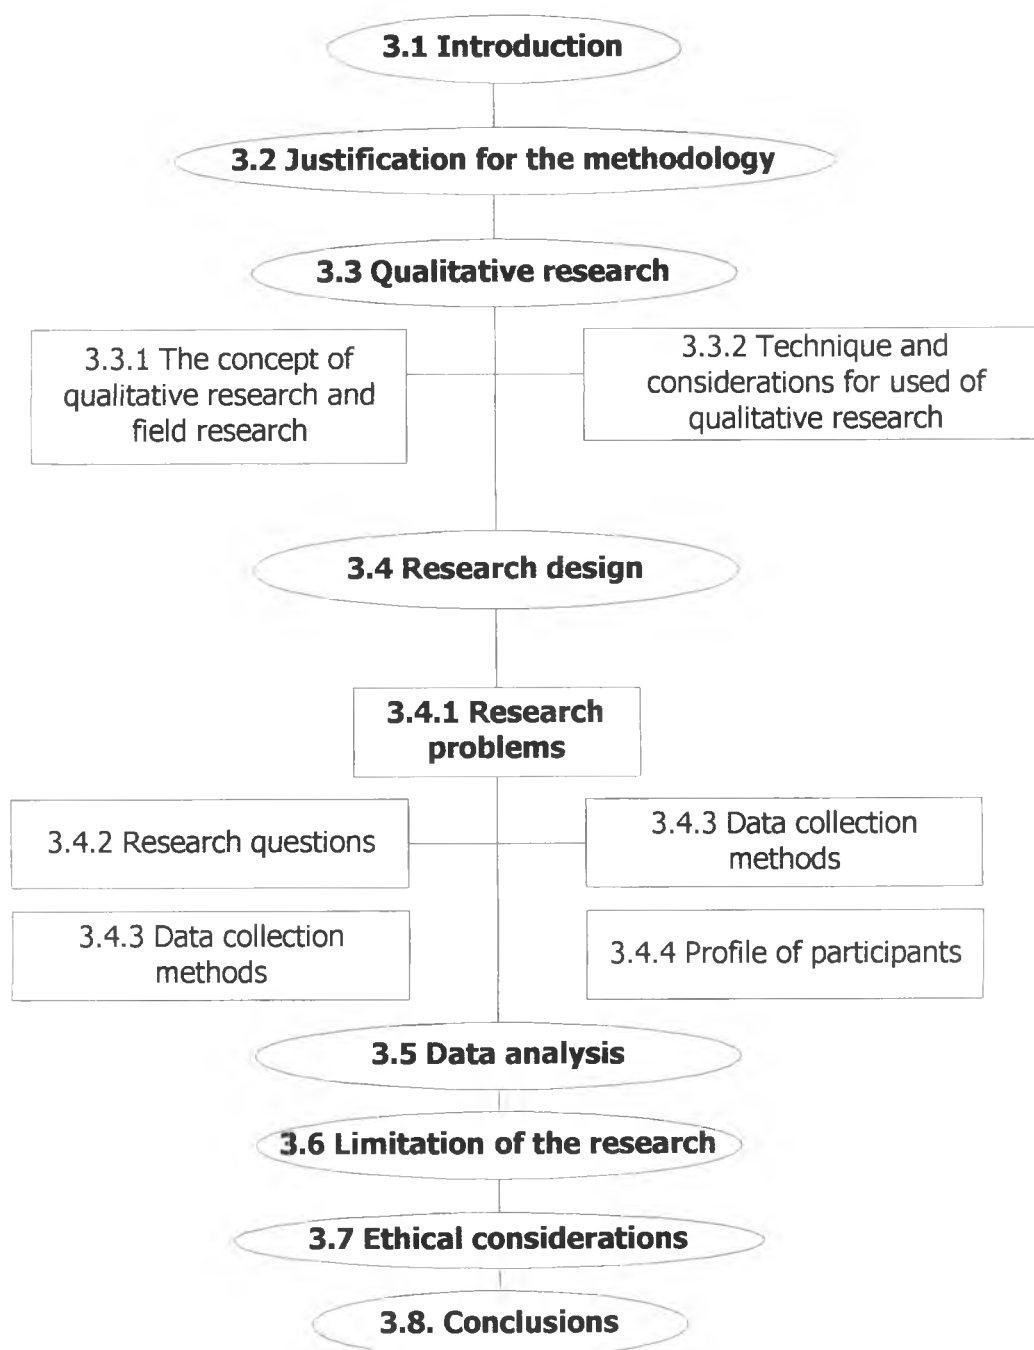 3.1 Introduction
3.2 Justification for the methodology
3.3 Qualitative research
3.3.1 The concept of
qualitative research and
field research
3.3.2 Technique and
considerations for used of
qualitative research
3.4 Research design
3.4.1 Research
problems
3.4.2 Research questions
3.4.3 Data collection
methods
3.4.3 Data collection
methods
3.4.4 Profile of participants
3.5 Data analysis
3.6 Limitation of the research
3.7 Ethical considerations
3.8. Conclusions